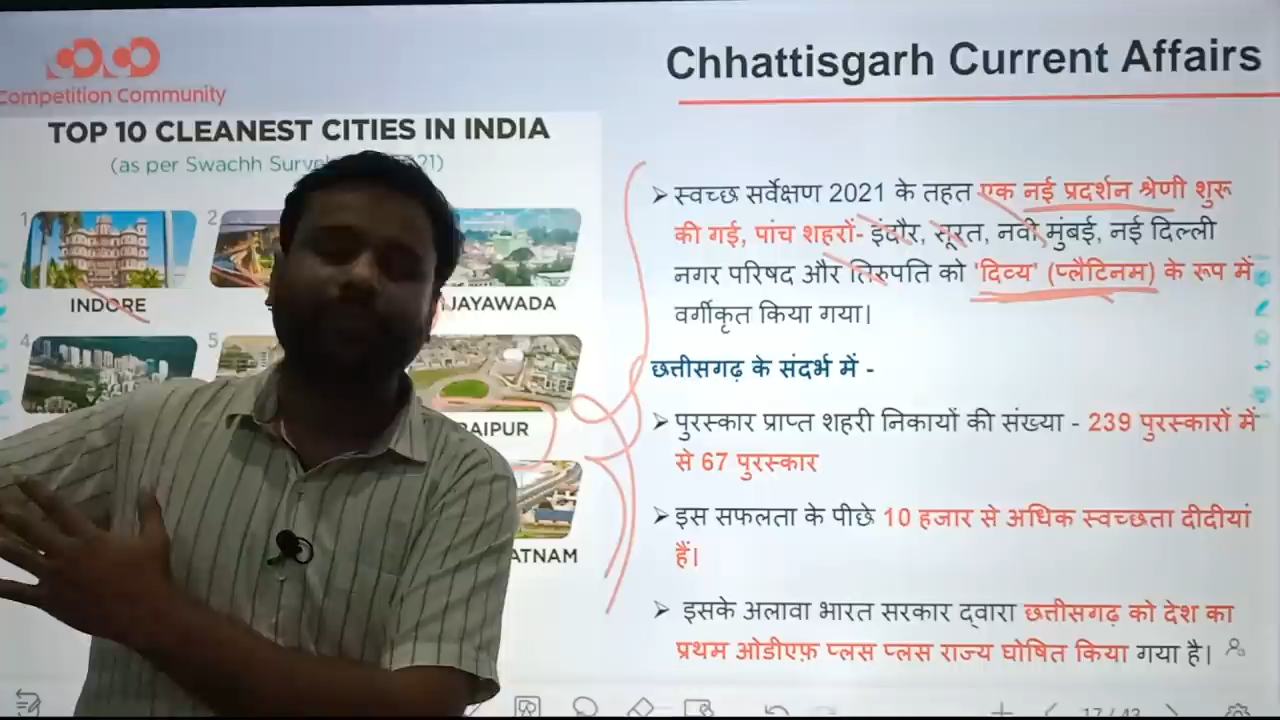 Competition Community
Chhattisgarh Current Affairs
TOP 10 CLEANEST CITIES IN INDIA
(as per Swachh
21)
1
2
INDORE
JAYAWADA
4
5
RAIPUR
ATNAM
➢ स्वच्छ सर्वेक्षण 2021 के तहत एक नई प्रदर्शन श्रेणी शुरू
की गई, पांच शहरों- इंदौर, सूरत, नवी मुंबई, नई दिल्ली
नगर परिषद और तिरुपति को 'दिव्य' (प्लैटिनम) के रूप में
वर्गीकृत किया गया।
छत्तीसगढ़ के संदर्भ में -
➢ पुरस्कार प्राप्त शहरी निकायों की संख्या - 239 पुरस्कारों में
से 67 पुरस्कार
➢ इस सफलता के पीछे 10 हजार से अधिक स्वच्छता दीदीयां
हैं।
➢ इसके अलावा भारत सरकार द्वारा छत्तीसगढ़ को देश का
प्रथम ओडीएफ़ प्लस प्लस राज्य घोषित किया गया है।
17 / 43